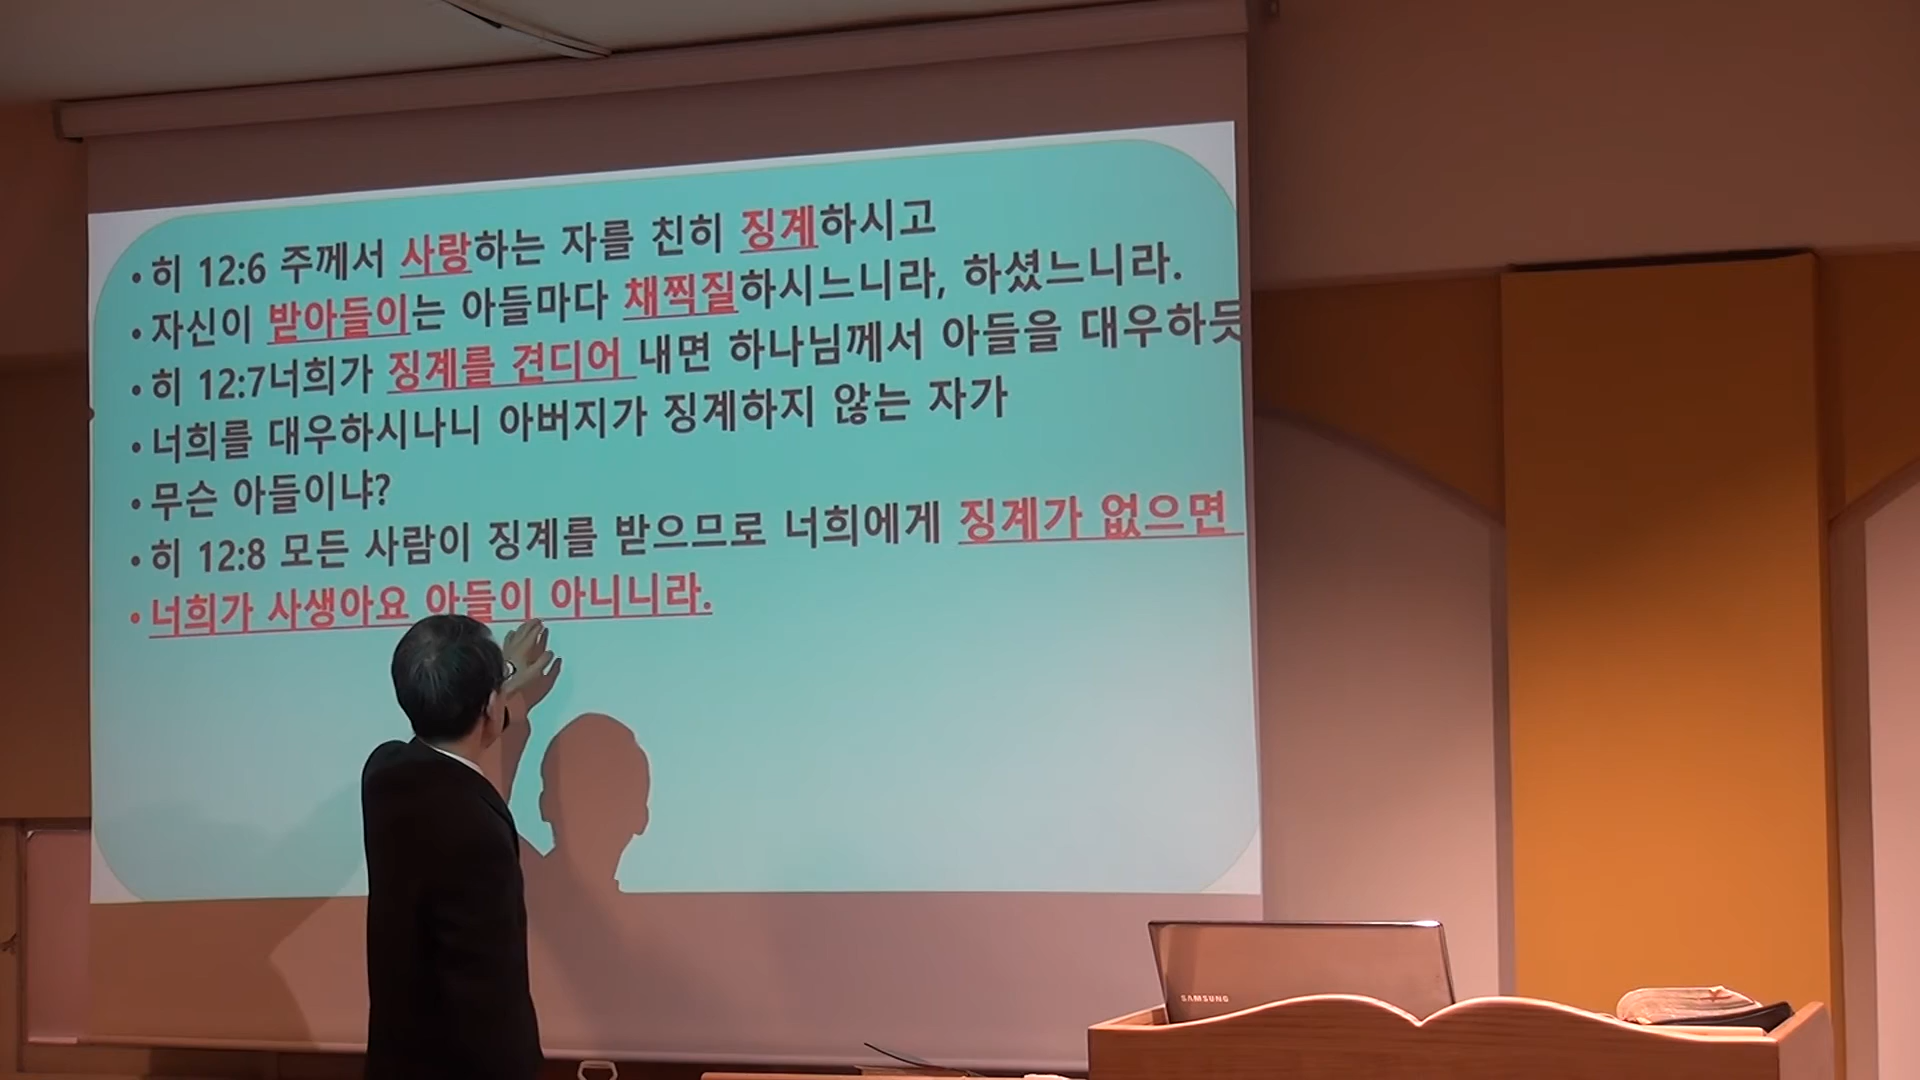 • 히 12:6 주께서 사랑하는 자를 친히 징계하시고
• 자신이 받아들이는 아들마다 채찍질하시느니라, 하셨느니라.
• 히 12:7너희가 징계를 견디어 내면 하나님께서 아들을 대우하듯
• 너희를 대우하시나니 아버지가 징계하지 않는 자가
• 무슨 아들이냐?
• 히 12:8 모든 사람이 징계를 받으므로 너희에게 징계가 없으면
• 너희가 사생아요 아들이 아니니라.
SAMSUNG